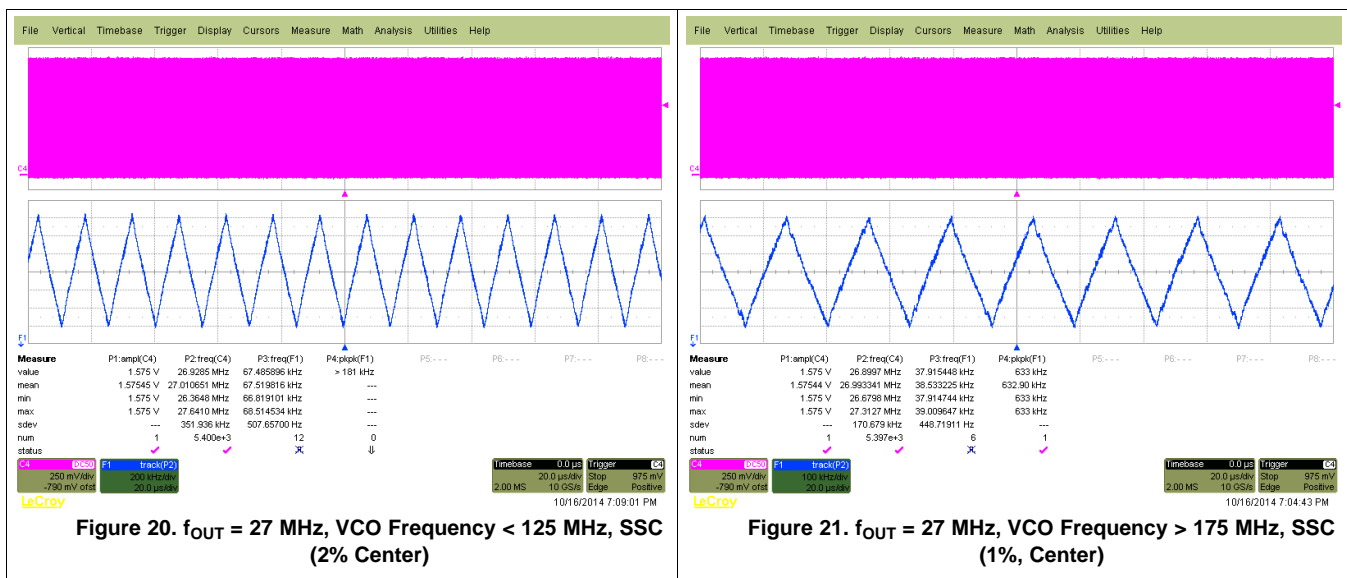 File Vertical Timebase Trigger Display Cursors Measure Math Analysis Utilities Help
C4
F1
Measure P1:ampl(C4) P2:freq(C4) P3:freq(F1) P4:pkpk(F1) P5:- - - P6:- - - P7:- - - P8:- - -
value 1.575 V 26.9285 MHz 67.485896 kHz > 181 kHz
mean 1.57545 V 27.010651 MHz 67.519816 kHz ---
min 1.575 V 26.3648 MHz 66.819101 kHz ---
max 1.575 V 27.6410 MHz 68.514534 kHz ---
sdev --- 351.936 kHz 507.65700 Hz ---
num 1 5.400e+3 12 0
status
C4 DC50
250 mV/div
-790 mV ofst
F1 track(P2)
200 kHz/div
20.0 µs/div
Timebase 0.0 µs
20.0 µs/div
2.00 MS 10 GS/s
Trigger C4
Stop 975 mV
Edge Positive
LeCroy
10/16/2014 7:09:01 PM
Figure 20. fOUT = 27 MHz, VCO Frequency < 125 MHz, SSC
(2% Center)
File Vertical Timebase Trigger Display Cursors Measure Math Analysis Utilities Help
C4
F1
Measure P1:ampl(C4) P2:freq(C4) P3:freq(F1) P4:pkpk(F1) P5:- - - P6:- - - P7:- - - P8:- - -
value 1.575 V 26.8997 MHz 37.915448 kHz 633 kHz
mean 1.57544 V 26.993341 MHz 38.533225 kHz 632.90 kHz
min 1.575 V 26.6798 MHz 37.914744 kHz 633 kHz
max 1.575 V 27.3127 MHz 39.009647 kHz 633 kHz
sdev --- 170.679 kHz 448.71911 Hz ---
num 1 5.397e+3 6 1
status
C4 DC50
250 mV/div
-790 mV ofst
F1 track(P2)
100 kHz/div
20.0 µs/div
Timebase 0.0 µs
20.0 µs/div
2.00 MS 10 GS/s
Trigger C4
Stop 975 mV
Edge Positive
LeCroy
10/16/2014 7:04:43 PM
Figure 21. fOUT = 27 MHz, VCO Frequency > 175 MHz, SSC
(1%, Center)